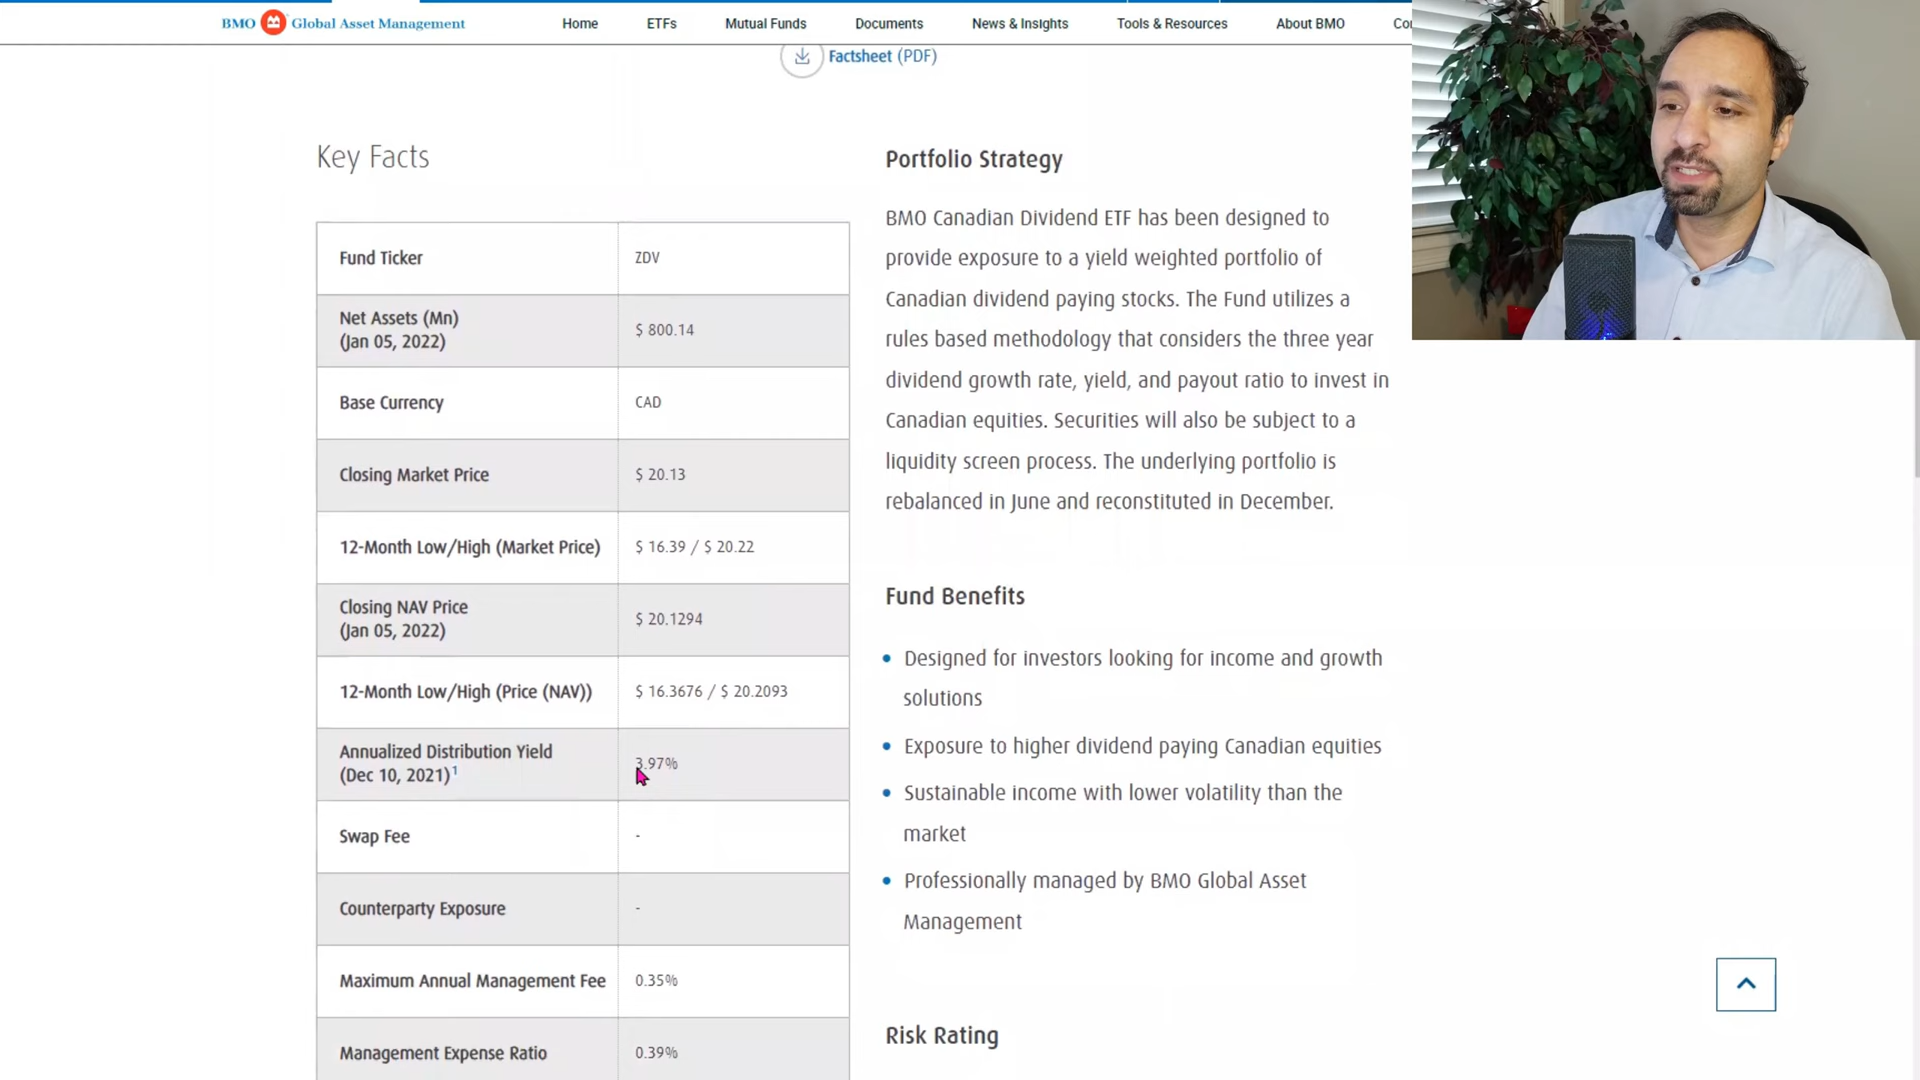 BMO Global Asset Management
Home ETFs Mutual Funds Documents News & Insights Tools & Resources About BMO
Factsheet (PDF)
Key Facts
Fund Ticker ZDV
Net Assets (Mn)
(Jan 05, 2022) $ 800.14
Base Currency CAD
Closing Market Price $ 20.13
12-Month Low/High (Market Price) $ 16.39 / $ 20.22
Closing NAV Price
(Jan 05, 2022) $ 20.1294
12-Month Low/High (Price (NAV)) $ 16.3676 / $ 20.2093
Annualized Distribution Yield
(Dec 10, 2021)1 3.97%
Swap Fee -
Counterparty Exposure -
Maximum Annual Management Fee 0.35%
Management Expense Ratio 0.39%
Portfolio Strategy
BMO Canadian Dividend ETF has been designed to
provide exposure to a yield weighted portfolio of
Canadian dividend paying stocks. The Fund utilizes a
rules based methodology that considers the three year
dividend growth rate, yield, and payout ratio to invest in
Canadian equities. Securities will also be subject to a
liquidity screen process. The underlying portfolio is
rebalanced in June and reconstituted in December.
Fund Benefits
Designed for investors looking for income and growth
solutions
Exposure to higher dividend paying Canadian equities
Sustainable income with lower volatility than the
market
Professionally managed by BMO Global Asset
Management
Risk Rating